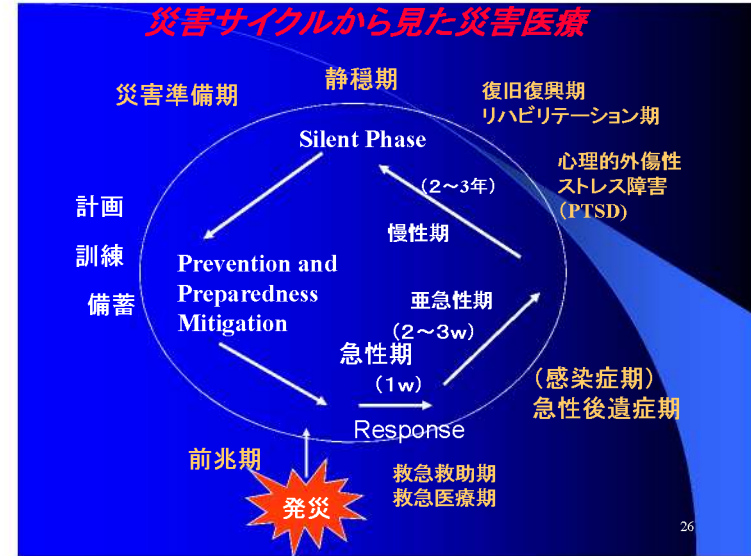 災害サイクルから見た災害医療
静穏期
災害準備期
復旧復興期
リハビリテーション期
Silent Phase
心理的外傷性
ストレス障害
(PTSD)
(2～3年)
計画
慢性期
訓練
Prevention and
Preparedness
Mitigation
備蓄
亜急性期
(2～3w)
急性期
(1w)
(感染症期)
急性後遺症期
Response
前兆期
救急救助期
救急医療期
発災
26